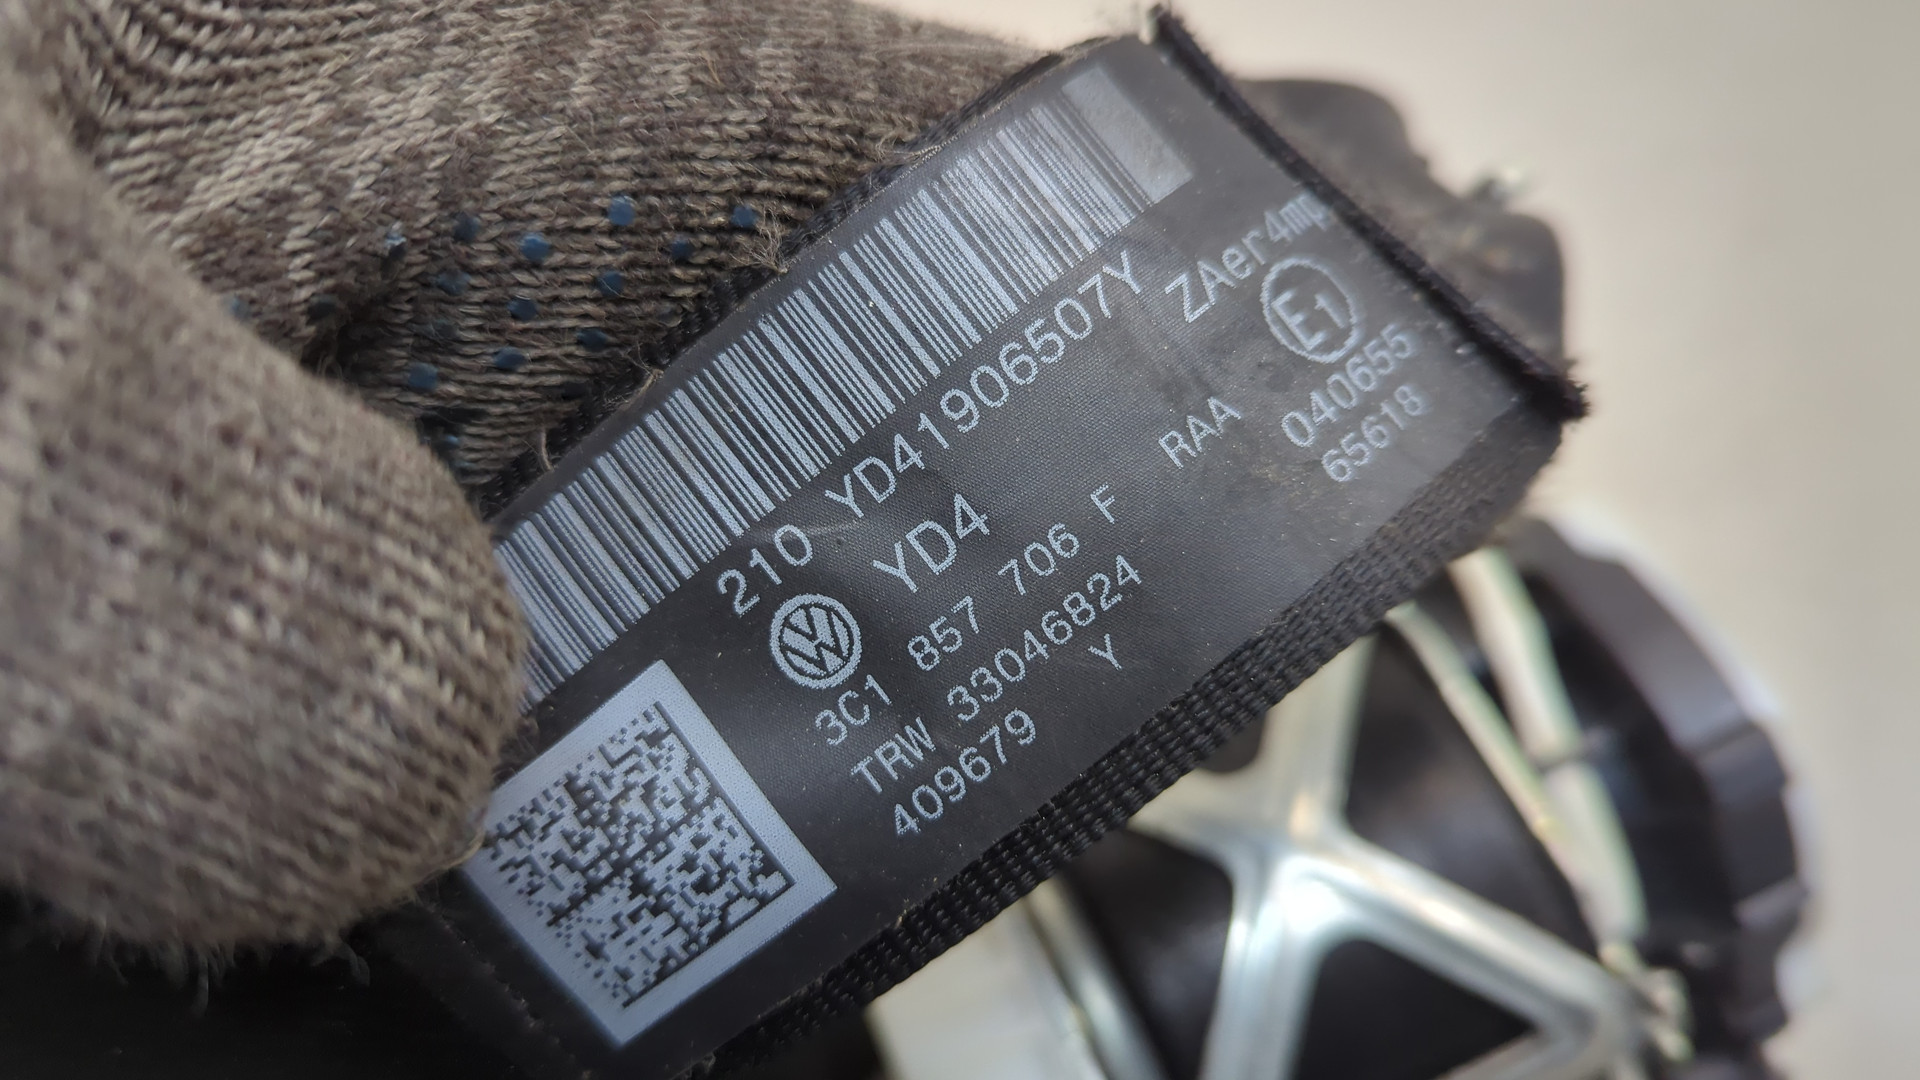 210 YD41906507Y
YD4
ZAer4mp
E1
3C1 857 706 F
RAA
040655
TRW 33046824
65618
409679 Y